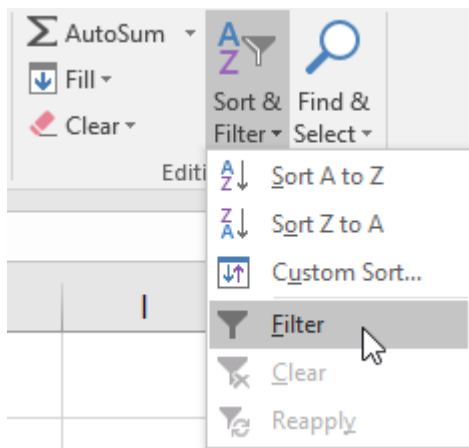 AutoSum
Fill
Clear
Sort &
Filter
Find &
Select
Editi
Sort A to Z
Sort Z to A
Custom Sort...
Filter
Clear
Reapply
I